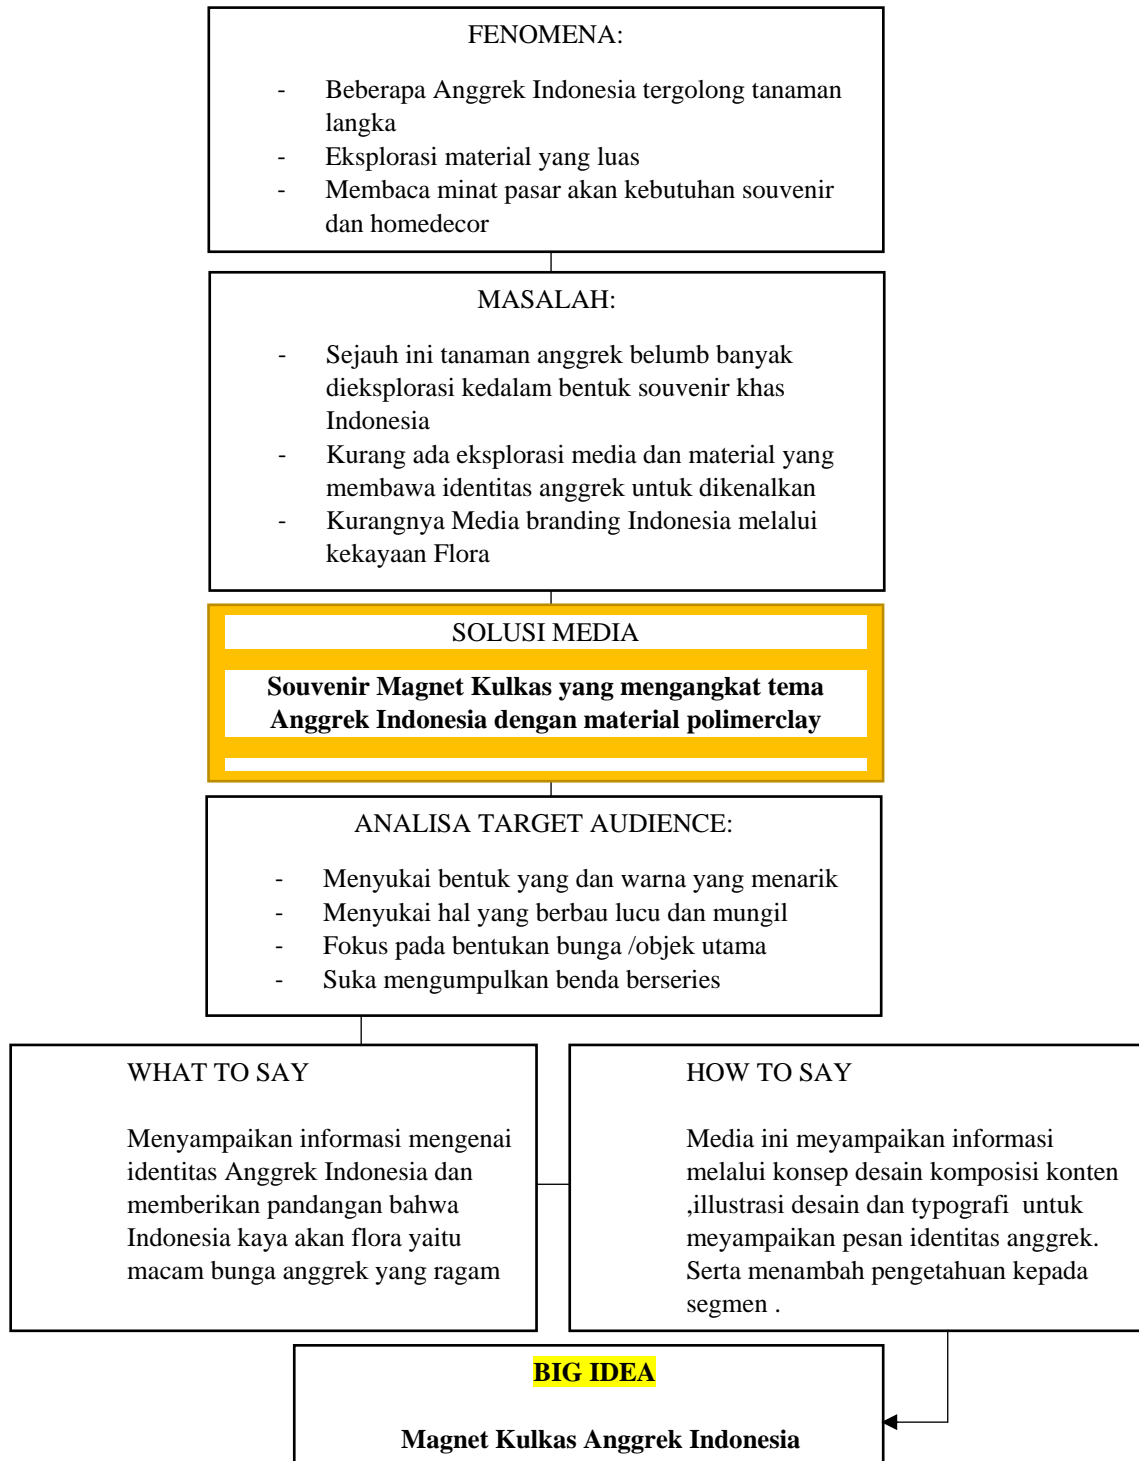 FENOMENA:
- Beberapa Anggrek Indonesia tergolong tanaman
langka
- Eksplorasi material yang luas
- Membaca minat pasar akan kebutuhan souvenir
dan homedecor
MASALAH:
- Sejauh ini tanaman anggrek belumb banyak
dieksplorasi kedalam bentuk souvenir khas
Indonesia
- Kurang ada eksplorasi media dan material yang
membawa identitas anggrek untuk dikenalkan
- Kurangnya Media branding Indonesia melalui
kekayaan Flora
SOLUSI MEDIA
Souvenir Magnet Kulkas yang mengangkat tema
Anggrek Indonesia dengan material polimerclay
ANALISA TARGET AUDIENCE:
- Menyukai bentuk yang dan warna yang menarik
- Menyukai hal yang berbau lucu dan mungil
- Fokus pada bentukan bunga /objek utama
- Suka mengumpulkan benda berseries
WHAT TO SAY
Menyampaikan informasi mengenai
identitas Anggrek Indonesia dan
memberikan pandangan bahwa
Indonesia kaya akan flora yaitu
macam bunga anggrek yang ragam
HOW TO SAY
Media ini meyampaikan informasi
melalui konsep desain komposisi konten
,illustrasi desain dan typografi untuk
meyampaikan pesan identitas anggrek.
Serta menambah pengetahuan kepada
segmen .
BIG IDEA
Magnet Kulkas Anggrek Indonesia